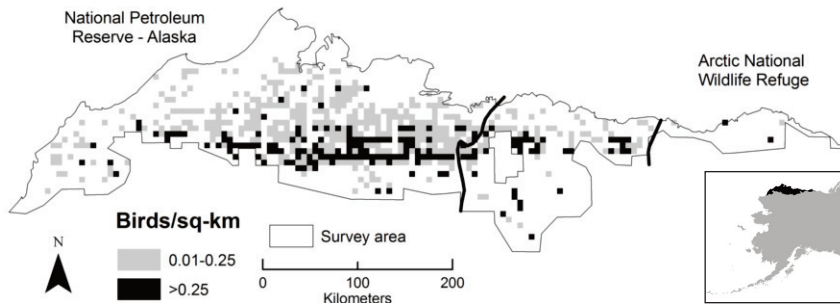 National Petroleum
Reserve - Alaska
Arctic National
Wildlife Refuge
Birds/sq-km
0.01-0.25
>0.25
Survey area
N
0 100 200
Kilometers